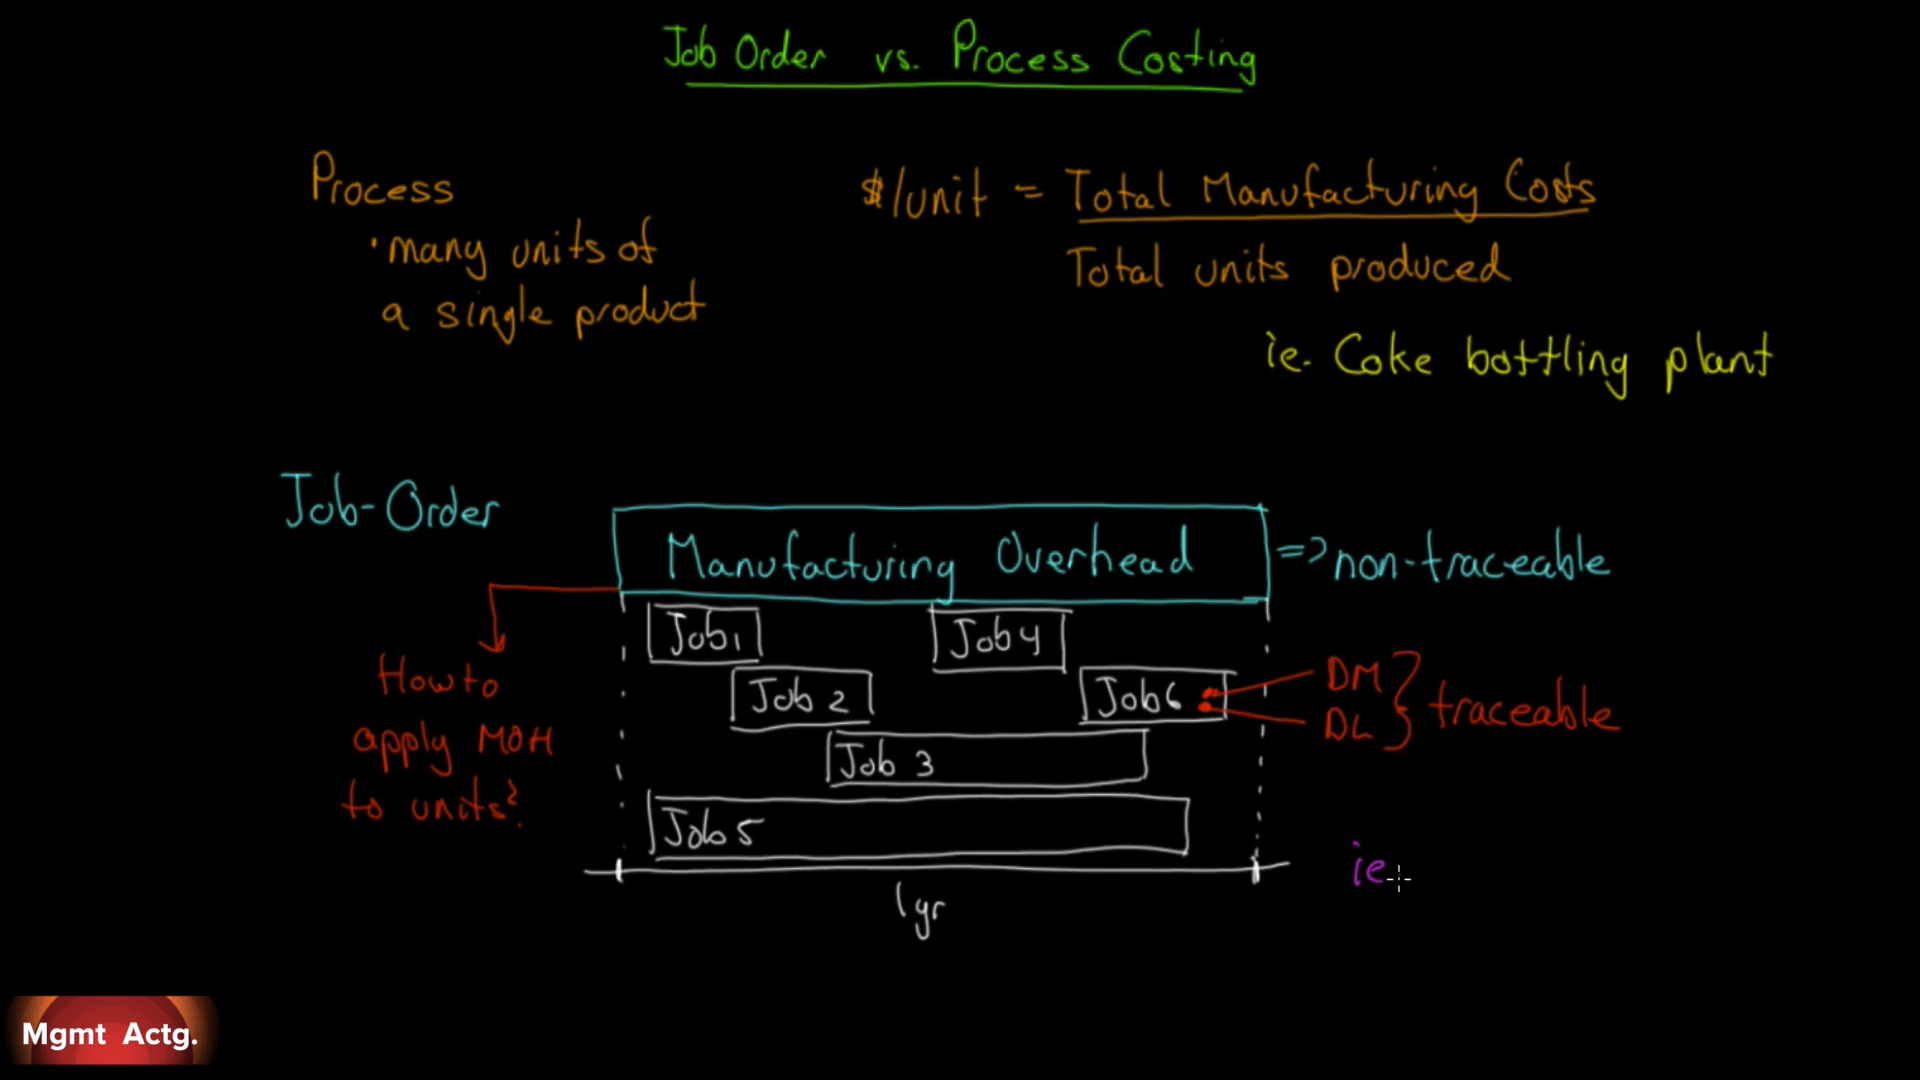 Job Order vs. Process Costing
Process
• many units of
a single product
$/unit = Total Manufacturing Costs
Total units produced
ie. Coke bottling plant
Job-Order
Manufacturing Overhead => non-traceable
Job 1
Job 4
Job 2
Job 6
DM
DL
} traceable
Job 3
Job 5
1 yr
How to
apply MOH
to units?
ie
Mgmt Actg.